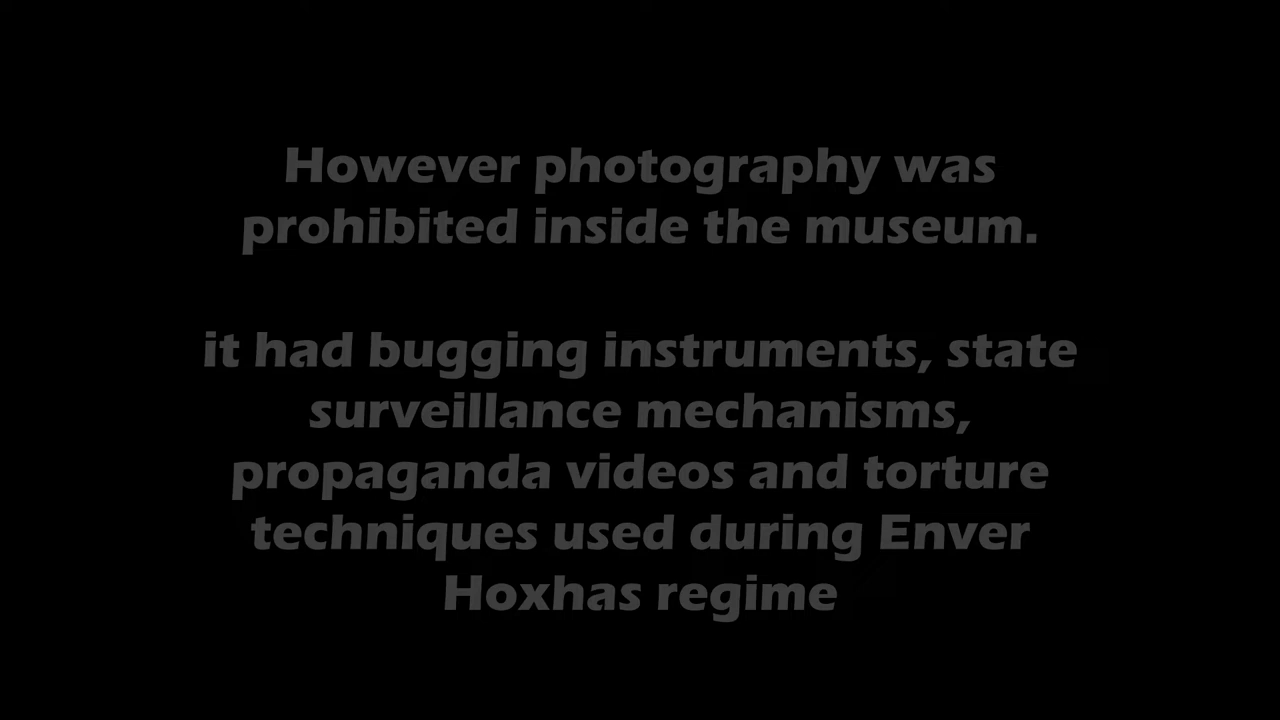 However photography was
prohibited inside the museum.
it had bugging instruments, state
surveillance mechanisms,
propaganda videos and torture
techniques used during Enver
Hoxhas regime